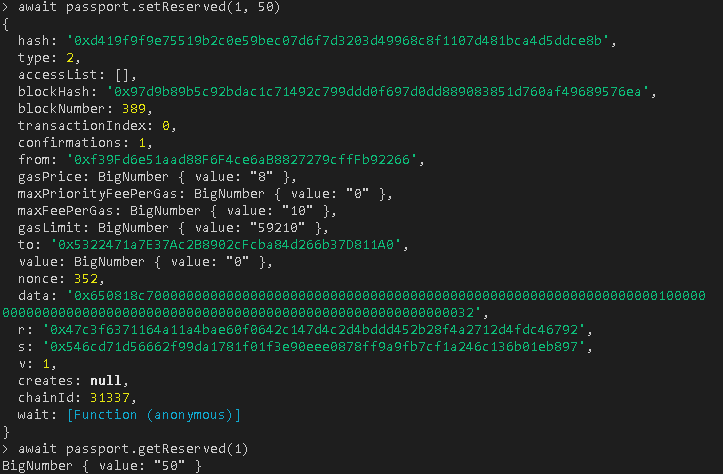 > await passport.setReserved(1, 50)
{
  hash: '0xd419f9f9e75519b2c0e59bec07d6f7d3203d49968c8f1107d481bca4d5ddce8b',
  type: 2,
  accessList: [],
  blockHash: '0x97d9b89b5c92bdac1c71492c799ddd0f697d0dd889083851d760af49689576ea',
  blockNumber: 389,
  transactionIndex: 0,
  confirmations: 1,
  from: '0xf39Fd6e51aad88F6F4ce6aB8827279cffFb92266',
  gasPrice: BigNumber { value: "8" },
  maxPriorityFeePerGas: BigNumber { value: "0" },
  maxFeePerGas: BigNumber { value: "10" },
  gasLimit: BigNumber { value: "59210" },
  to: '0x5322471a7E37Ac2B8902cFcba84d266b37D811A0',
  value: BigNumber { value: "0" },
  nonce: 352,
  data: '0x650818c70000000000000000000000000000000000000000000000000000000000000001000000
0000000000000000000000000000000000000000000000000000000032',
  r: '0x47c3f6371164a11a4bae60f0642c147d4c2d4bddd452b28f4a2712d4fdc46792',
  s: '0x546cd71d56662f99da1781f01f3e90eee0878ff9a9fb7cf1a246c136b01eb897',
  v: 1,
  creates: null,
  chainId: 31337,
  wait: [Function (anonymous)]
}
> await passport.getReserved(1)
BigNumber { value: "50" }